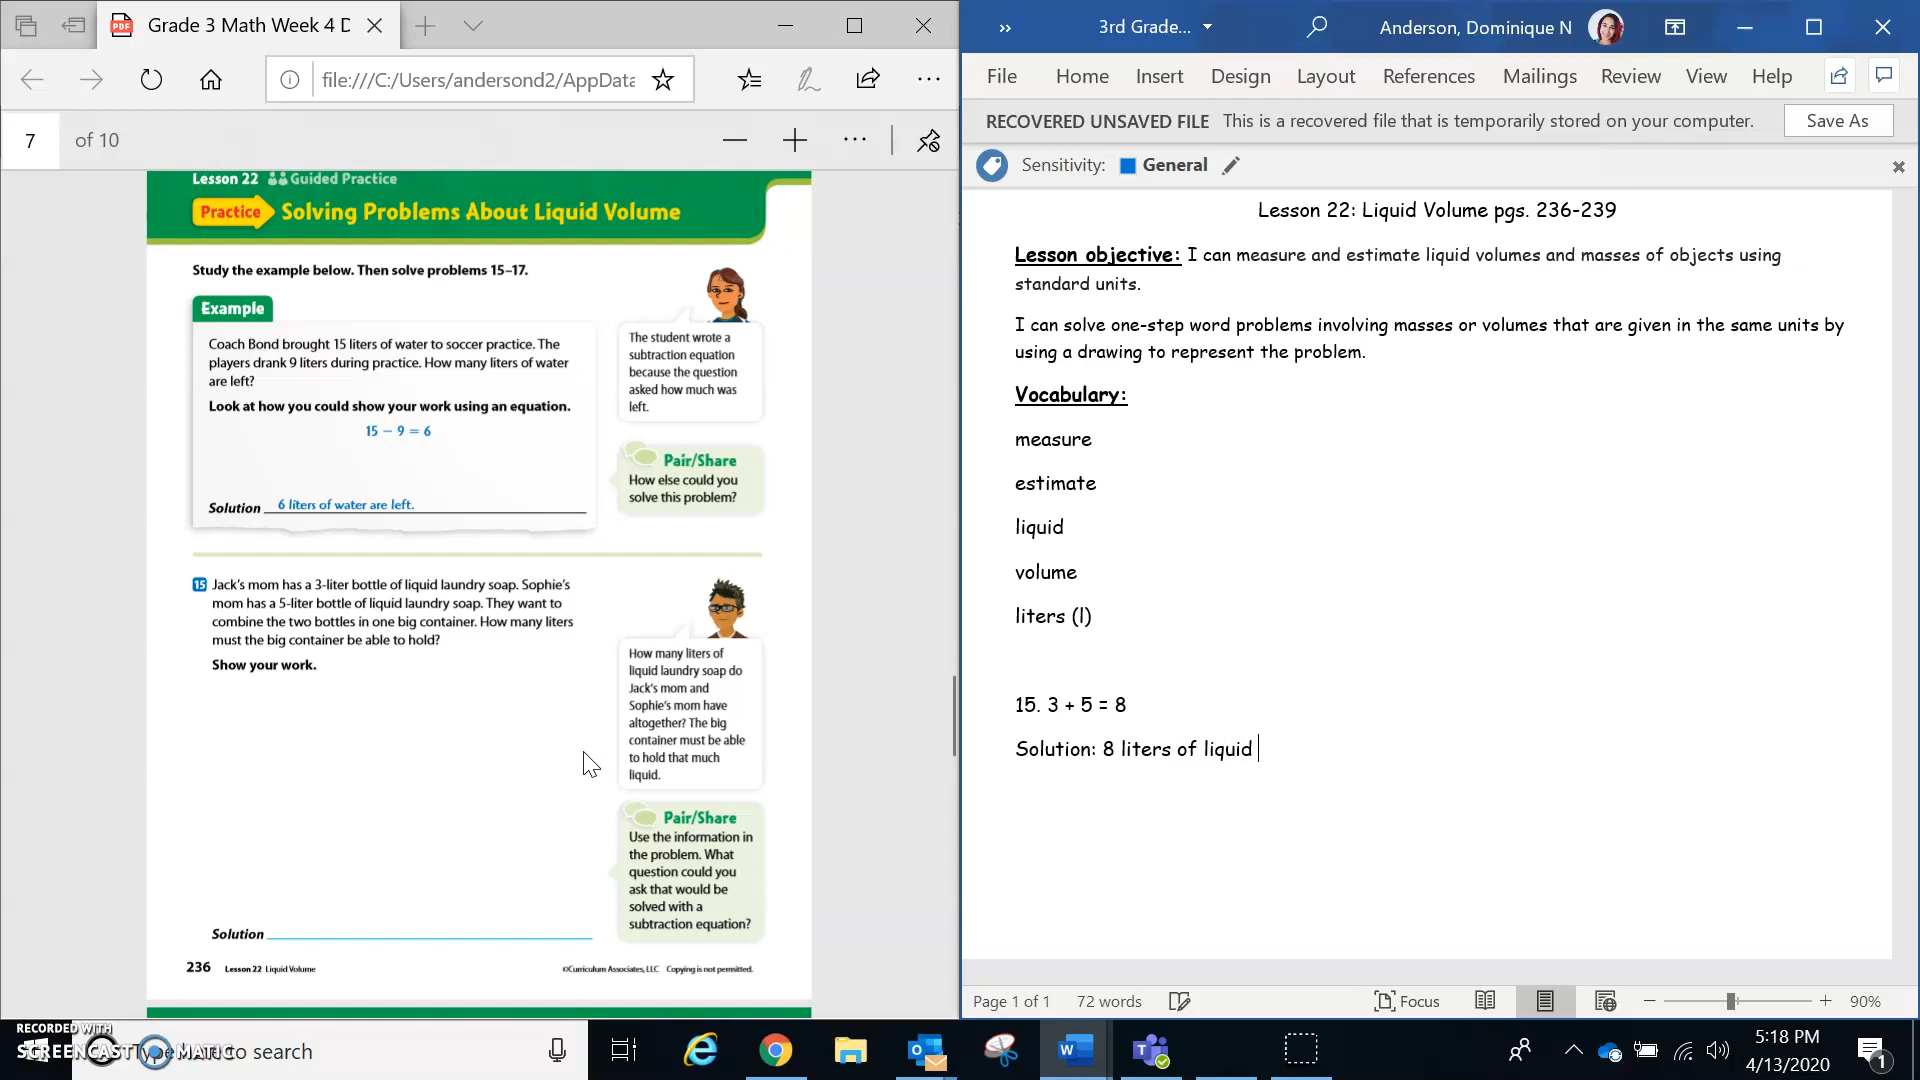 Grade 3 Math Week 4 D
file:///C:/Users/andersond2/AppData
7 of 10
Lesson 22 Guided Practice
Practice Solving Problems About Liquid Volume
Study the example below. Then solve problems 15–17.
Example
Coach Bond brought 15 liters of water to soccer practice. The
players drank 9 liters during practice. How many liters of water
are left?
Look at how you could show your work using an equation.
15 − 9 = 6
Solution 6 liters of water are left.
The student wrote a
subtraction equation
because the question
asked how much was
left.
Pair/Share
How else could you
solve this problem?
15 Jack's mom has a 3-liter bottle of liquid laundry soap. Sophie's
mom has a 5-liter bottle of liquid laundry soap. They want to
combine the two bottles in one big container. How many liters
must the big container be able to hold?
Show your work.
How many liters of
liquid laundry soap do
Jack's mom and
Sophie's mom have
altogether? The big
container must be able
to hold that much
liquid.
Pair/Share
Use the information in
the problem. What
question could you
ask that would be
solved with a
subtraction equation?
Solution
236 Lesson 22 Liquid Volume ©Curriculum Associates, LLC Copying is not permitted.
3rd Grade... Anderson, Dominique N
File Home Insert Design Layout References Mailings Review View Help
RECOVERED UNSAVED FILE This is a recovered file that is temporarily stored on your computer. Save As
Sensitivity: General
Lesson 22: Liquid Volume pgs. 236-239
Lesson objective: I can measure and estimate liquid volumes and masses of objects using
standard units.
I can solve one-step word problems involving masses or volumes that are given in the same units by
using a drawing to represent the problem.
Vocabulary:
measure
estimate
liquid
volume
liters (l)
15. 3 + 5 = 8
Solution: 8 liters of liquid
Page 1 of 1 72 words Focus 90%
RECORDED WITH
SCREENCAST MATIC
to search
5:18 PM
4/13/2020
1